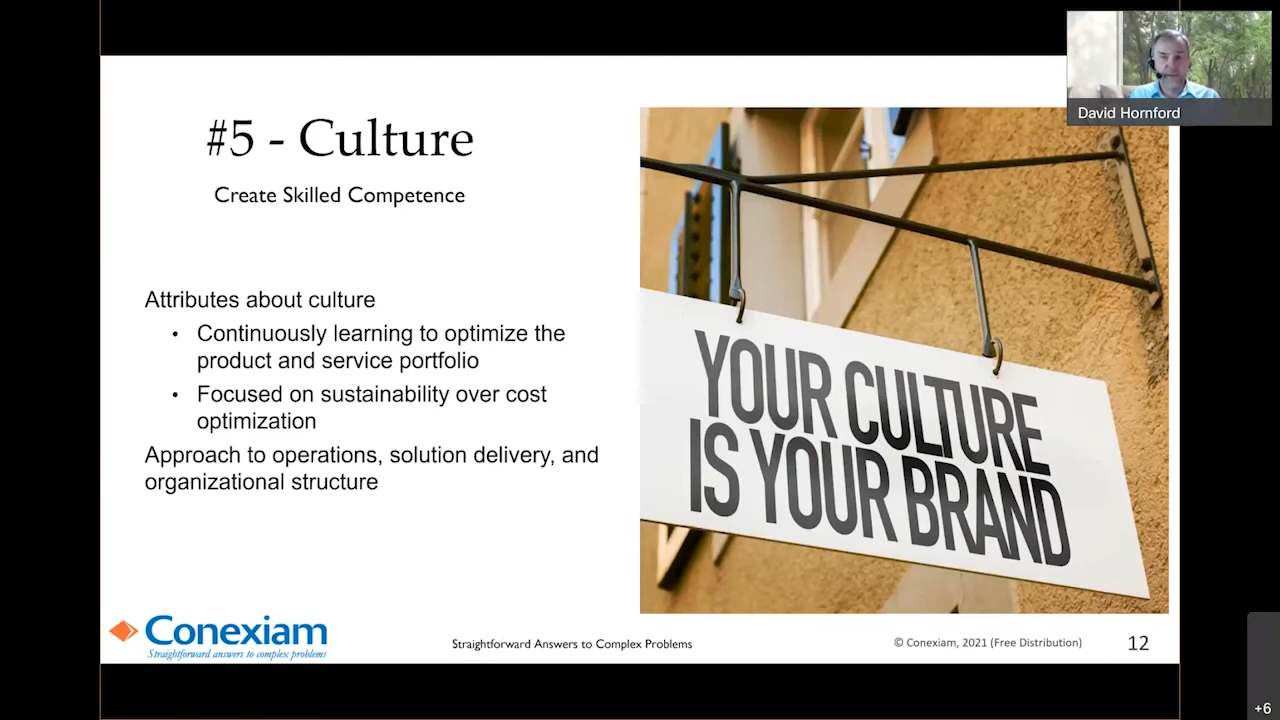 #5 - Culture
Create Skilled Competence
Attributes about culture
• Continuously learning to optimize the
product and service portfolio
• Focused on sustainability over cost
optimization
Approach to operations, solution delivery, and
organizational structure
YOUR CULTURE
IS YOUR BRAND
David Hornford
Conexiam
Straightforward answers to complex problems
Straightforward Answers to Complex Problems
© Conexiam, 2021 (Free Distribution)
12
+6